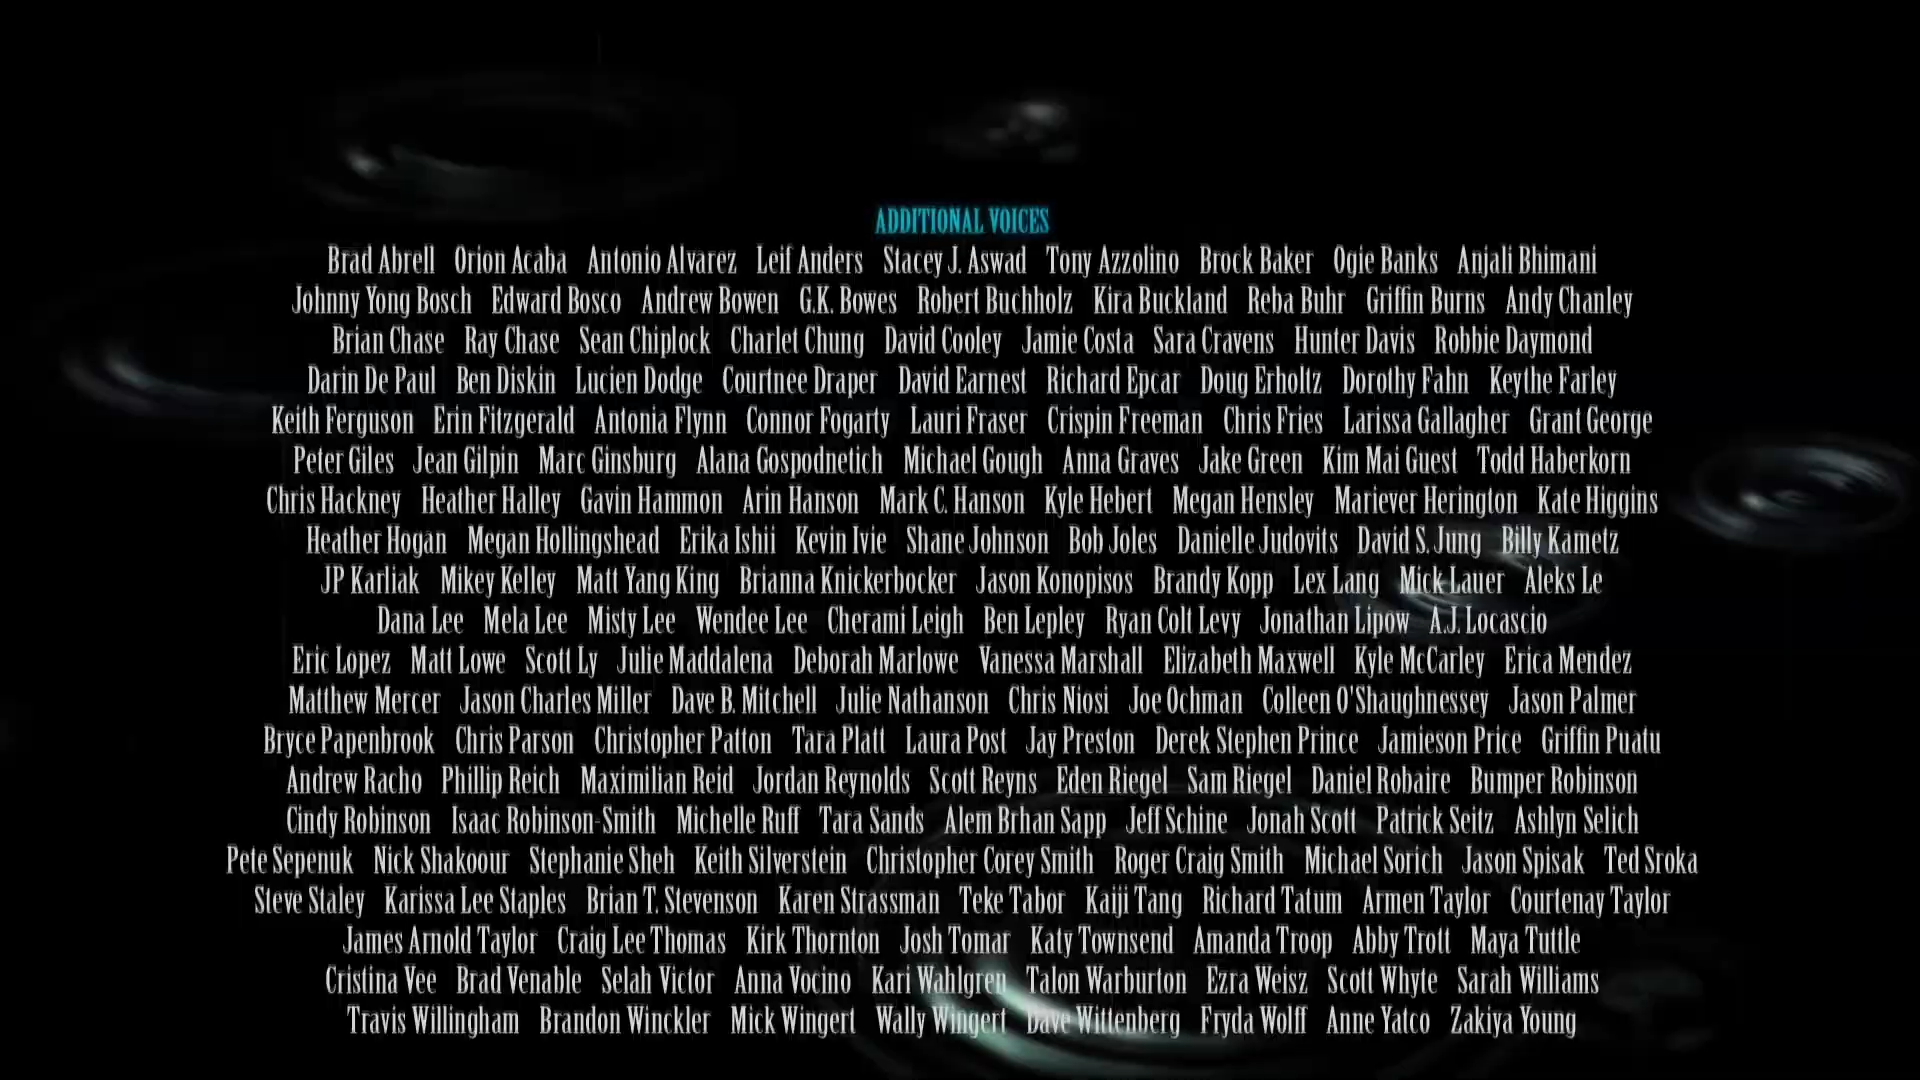 ADDITIONAL VOICES
Brad Abrell Orion Acaba Antonio Alvarez Leif Anders Stacey J. Aswad Tony Azzolino Brock Baker Ogie Banks Anjali Bhimani
Johnny Yong Bosch Edward Bosco Andrew Bowen G.K. Bowes Robert Buchholz Kira Buckland Reba Buhr Griffin Burns Andy Chanley
Brian Chase Ray Chase Sean Chiplock Charlet Chung David Cooley Jamie Costa Sara Cravens Hunter Davis Robbie Daymond
Darin De Paul Ben Diskin Lucien Dodge Courtnee Draper David Earnest Richard Epcar Doug Erholtz Dorothy Fahn Keythe Farley
Keith Ferguson Erin Fitzgerald Antonia Flynn Connor Fogarty Lauri Fraser Crispin Freeman Chris Fries Larissa Gallagher Grant George
Peter Giles Jean Gilpin Marc Ginsburg Alana Gospodnetich Michael Gough Anna Graves Jake Green Kim Mai Guest Todd Haberkorn
Chris Hackney Heather Halley Gavin Hammon Arin Hanson Mark C. Hanson Kyle Hebert Megan Hensley Mariever Herington Kate Higgins
Heather Hogan Megan Hollingshead Erika Ishii Kevin Ivie Shane Johnson Bob Joles Danielle Judovits David S. Jung Billy Kametz
JP Karliak Mikey Kelley Matt Yang King Brianna Knickerbocker Jason Konopisos Brandy Kopp Lex Lang Mick Lauer Aleks Le
Dana Lee Mela Lee Misty Lee Wendee Lee Cherami Leigh Ben Lepley Ryan Colt Levy Jonathan Lipow A.J. Locascio
Eric Lopez Matt Lowe Scott Ly Julie Maddalena Deborah Marlowe Vanessa Marshall Elizabeth Maxwell Kyle McCarley Erica Mendez
Matthew Mercer Jason Charles Miller Dave B. Mitchell Julie Nathanson Chris Niosi Joe Ochman Colleen O'Shaughnessey Jason Palmer
Bryce Papenbrook Chris Parson Christopher Patton Tara Platt Laura Post Jay Preston Derek Stephen Prince Jamieson Price Griffin Puatu
Andrew Racho Phillip Reich Maximilian Reid Jordan Reynolds Scott Reyns Eden Riegel Sam Riegel Daniel Robaire Bumper Robinson
Cindy Robinson Isaac Robinson-Smith Michelle Ruff Tara Sands Alem Brhan Sapp Jeff Schine Jonah Scott Patrick Seitz Ashlyn Selich
Pete Sepenuk Nick Shakoour Stephanie Sheh Keith Silverstein Christopher Corey Smith Roger Craig Smith Michael Sorich Jason Spisak Ted Sroka
Steve Staley Karissa Lee Staples Brian T. Stevenson Karen Strassman Teke Tabor Kaiji Tang Richard Tatum Armen Taylor Courtenay Taylor
James Arnold Taylor Craig Lee Thomas Kirk Thornton Josh Tomar Katy Townsend Amanda Troop Abby Trott Maya Tuttle
Cristina Vee Brad Venable Selah Victor Anna Vocino Kari Wahlgren Talon Warburton Ezra Weisz Scott Whyte Sarah Williams
Travis Willingham Brandon Winckler Mick Wingert Wally Wingert Dave Wittenberg Fryda Wolff Anne Yatco Zakiya Young